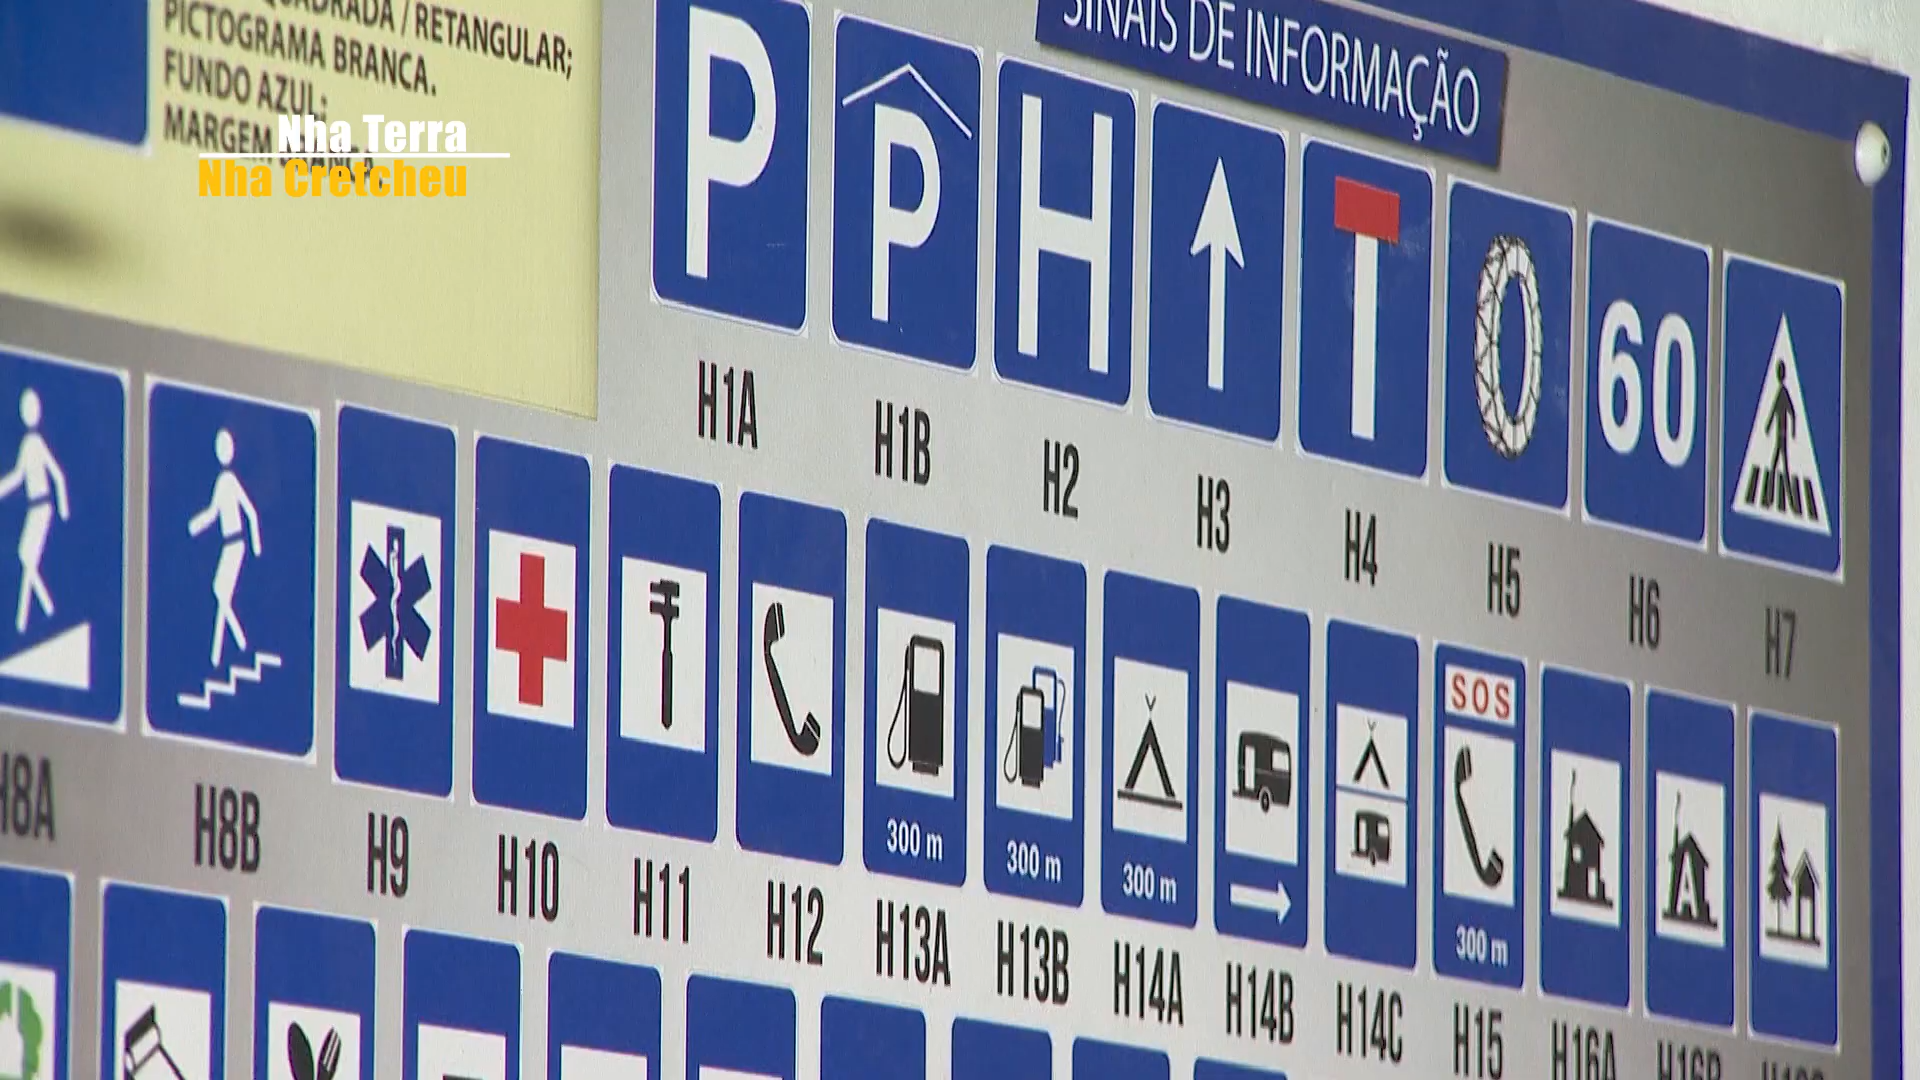 QUADRADA / RETANGULAR;
PICTOGRAMA BRANCA.
FUNDO AZUL;
MARGEM BRANCA.
Nha Terra
Nha Cretcheu
SINAIS DE INFORMAÇÃO
P
P
H
60
H1A
H1B
H2
H3
H4
H5
H6
H7
SOS
300 m
300 m
300 m
300 m
H8A
H8B
H9
H10
H11
H12
H13A
H13B
H14A
H14B
H14C
H15
H16A
H16B